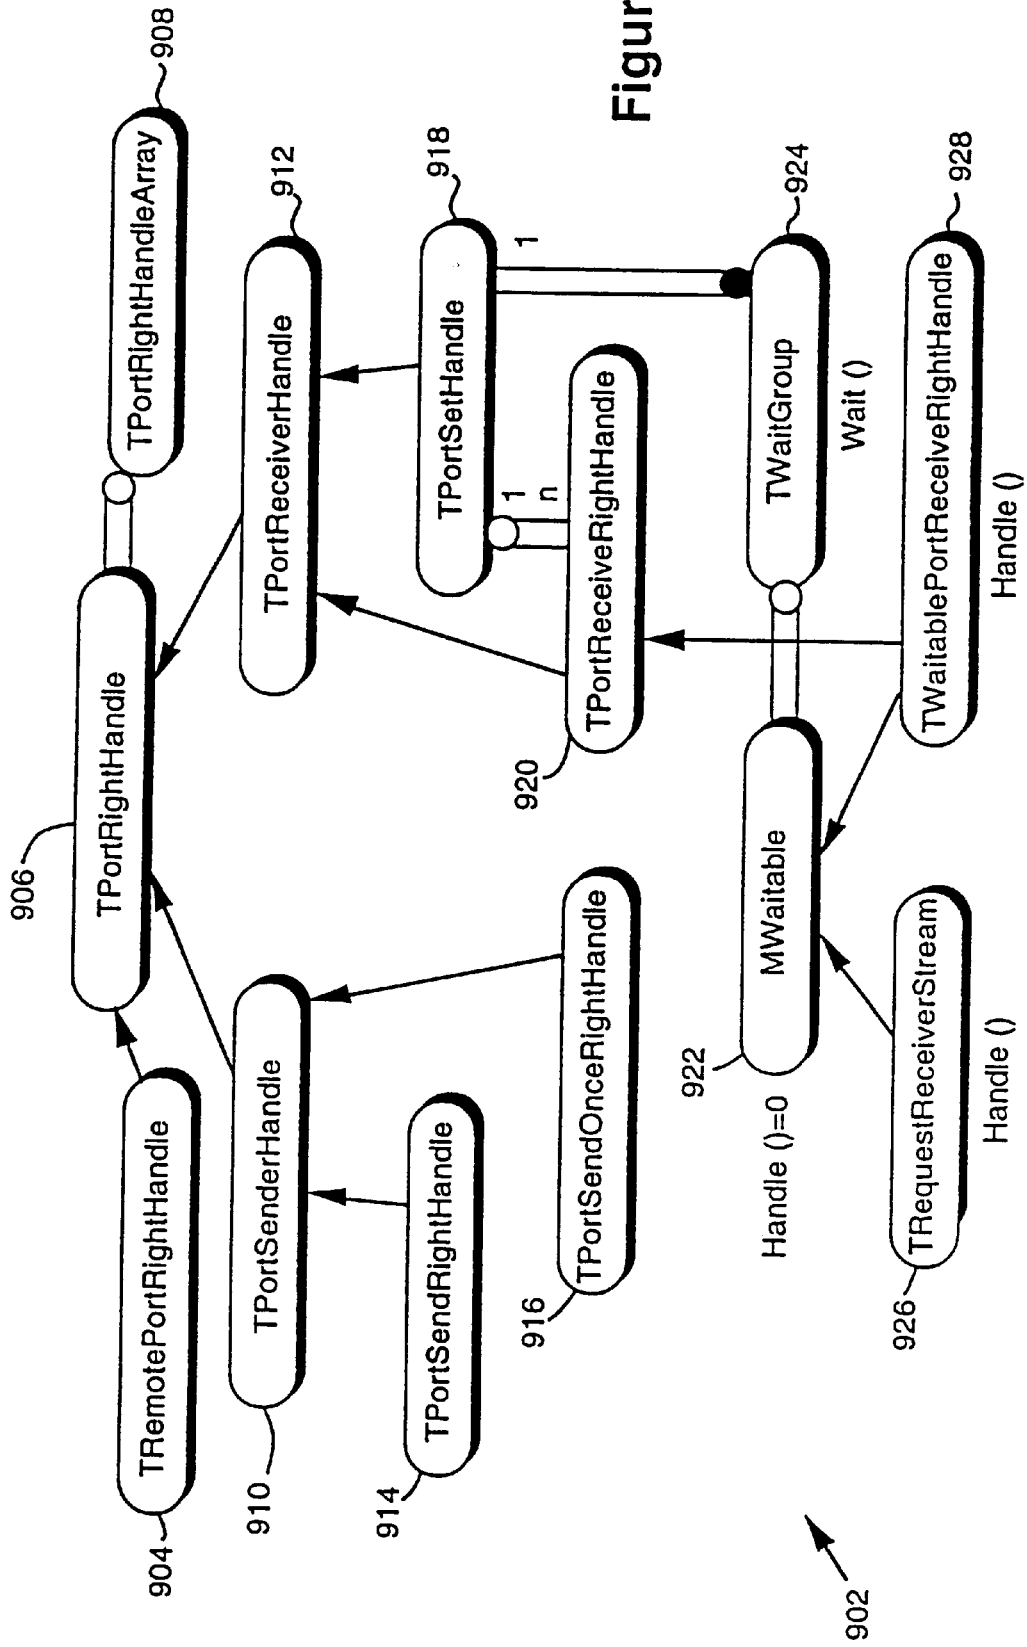 906
TPortRightHandle
TRemotePortRightHandle
904
TPortRightHandleArray
908
TPortSenderHandle
910
TPortReceiverHandle
912
TPortSendRightHandle
914
TPortSetHandle
918
1
1
n
TPortSendOnceRightHandle
916
TPortReceiveRightHandle
920
MWaitable
922
Handle ()=0
TWaitGroup
924
Wait ()
TRequestReceiverStream
926
Handle ()
TWaitablePortReceiveRightHandle
928
Handle ()
902
Figur